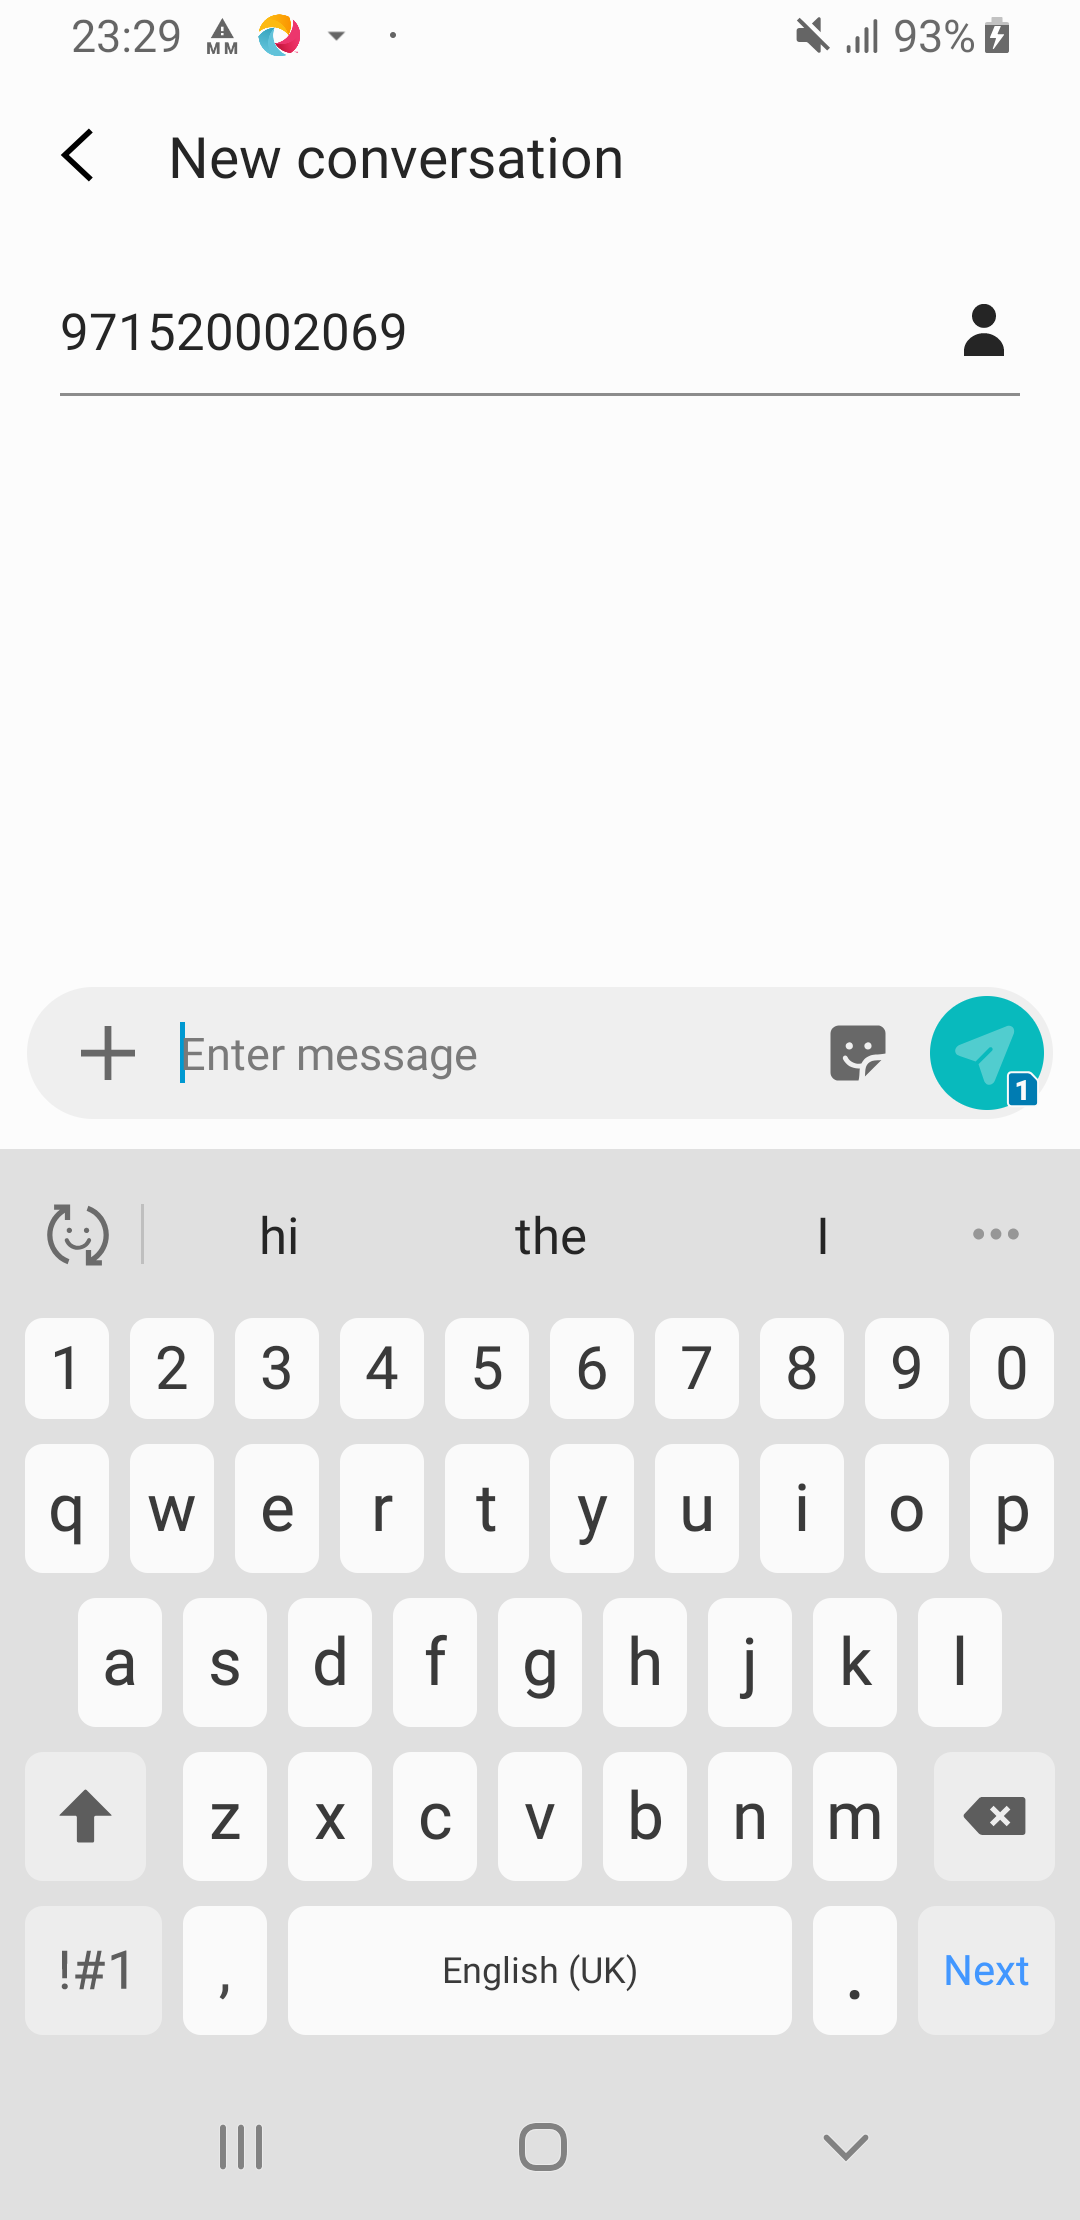 23:29 MM 93%
New conversation
971520002069
Enter message
1
hi the I
1 2 3 4 5 6 7 8 9 0
q w e r t y u i o p
a s d f g h j k l
z x c v b n m
!#1 , English (UK) . Next